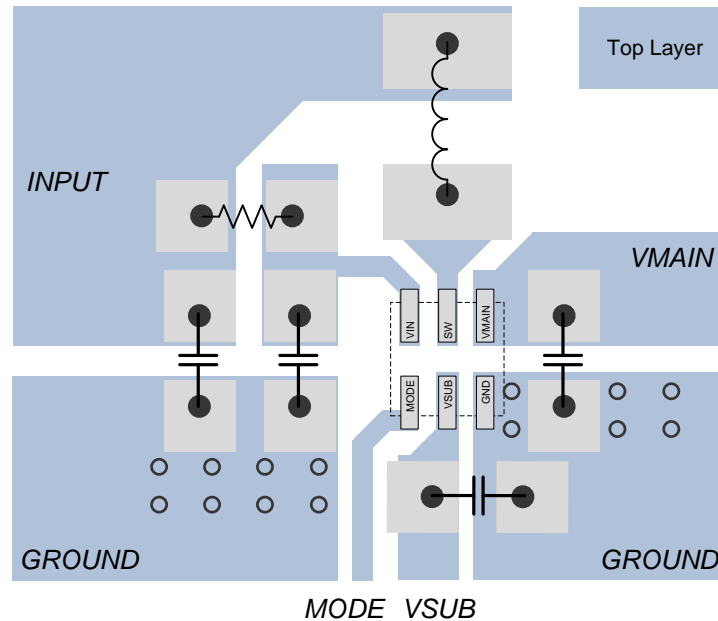 Top Layer
INPUT
VMAIN
VIN
SW
VMAIN
MODE
VSUB
GND
GROUND
GROUND
MODE VSUB